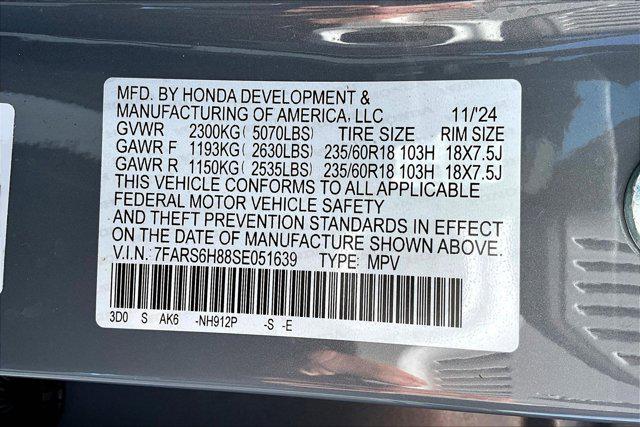 MFD. BY HONDA DEVELOPMENT &
MANUFACTURING OF AMERICA, LLC 11/'24
GVWR 2300KG (5070LBS) TIRE SIZE RIM SIZE
GAWR F 1193KG (2630LBS) 235/60R18 103H 18X7.5J
GAWR R 1150KG (2535LBS) 235/60R18 103H 18X7.5J
THIS VEHICLE CONFORMS TO ALL APPLICABLE
FEDERAL MOTOR VEHICLE SAFETY
AND THEFT PREVENTION STANDARDS IN EFFECT
ON THE DATE OF MANUFACTURE SHOWN ABOVE.
V.I.N. 7FARS6H88SE051639 TYPE: MPV
3D0 S AK6 -NH912P -S -E